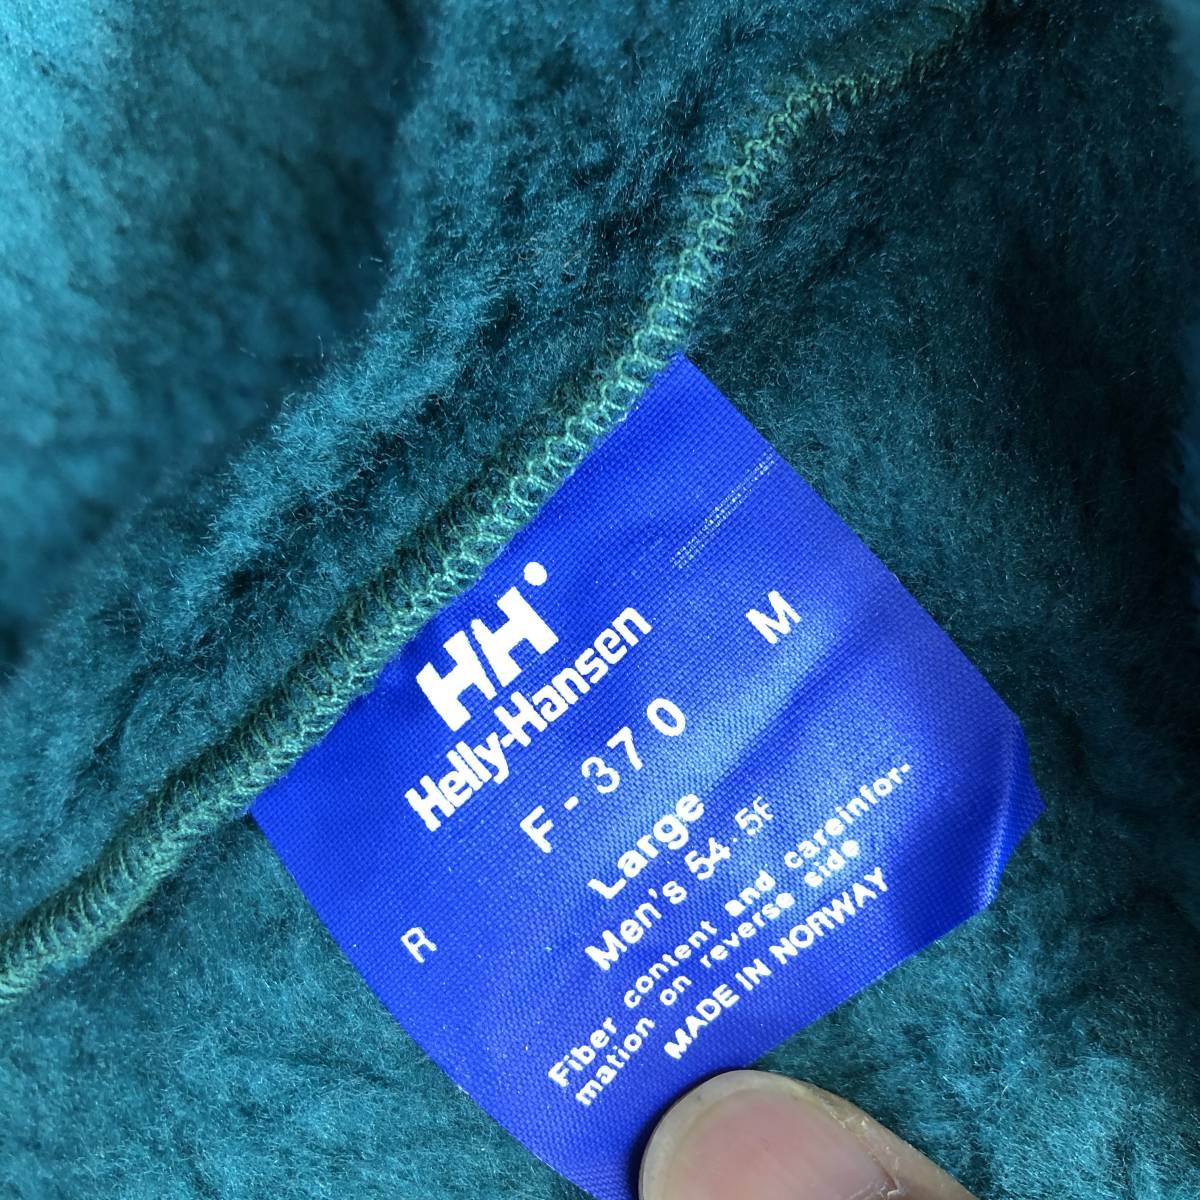 HH
Helly-Hansen
M
F-370
Large
R
Men's 54-56
Fiber content and careinfor-
mation on reverse side
MADE IN NORWAY